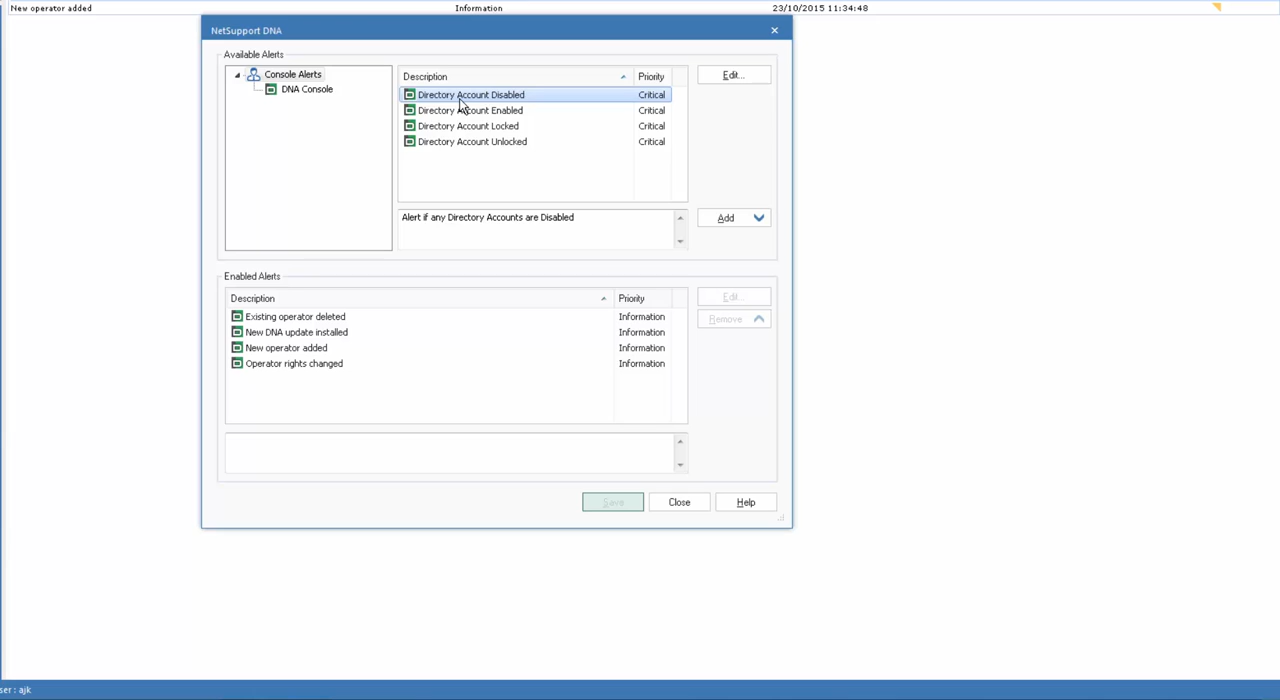 New operator added Information 23/10/2015 11:34:48
NetSupport DNA
Available Alerts
Console Alerts
DNA Console
Description Priority
Directory Account Disabled Critical
Directory Account Enabled Critical
Directory Account Locked Critical
Directory Account Unlocked Critical
Edit...
Alert if any Directory Accounts are Disabled
Add
Enabled Alerts
Description Priority
Existing operator deleted Information
New DNA update installed Information
New operator added Information
Operator rights changed Information
Edit...
Remove
Save Close Help
ser : ajk